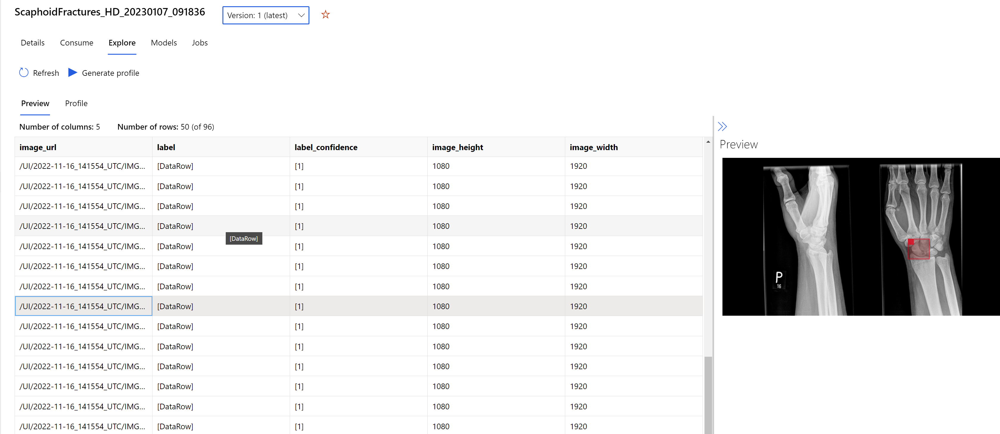 ScaphoidFractures_HD_20230107_091836 Version: 1 (latest)
Details Consume Explore Models Jobs
Refresh Generate profile
Preview Profile
Number of columns: 5 Number of rows: 50 (of 96)
image_url label label_confidence image_height image_width
/UI/2022-11-16_141554_UTC/IMG... [DataRow] [1] 1080 1920
/UI/2022-11-16_141554_UTC/IMG... [DataRow] [1] 1080 1920
/UI/2022-11-16_141554_UTC/IMG... [DataRow] [1] 1080 1920
/UI/2022-11-16_141554_UTC/IMG... [DataRow] [1] 1080 1920
[DataRow]
/UI/2022-11-16_141554_UTC/IMG... [DataRow] [1] 1080 1920
/UI/2022-11-16_141554_UTC/IMG... [DataRow] [1] 1080 1920
/UI/2022-11-16_141554_UTC/IMG... [DataRow] [1] 1080 1920
/UI/2022-11-16_141554_UTC/IMG... [DataRow] [1] 1080 1920
/UI/2022-11-16_141554_UTC/IMG... [DataRow] [1] 1080 1920
/UI/2022-11-16_141554_UTC/IMG... [DataRow] [1] 1080 1920
/UI/2022-11-16_141554_UTC/IMG... [DataRow] [1] 1080 1920
/UI/2022-11-16_141554_UTC/IMG... [DataRow] [1] 1080 1920
/UI/2022-11-16_141554_UTC/IMG... [DataRow] [1] 1080 1920
/UI/2022-11-16_141554_UTC/IMG... [DataRow] [1] 1080 1920
Preview
P
16